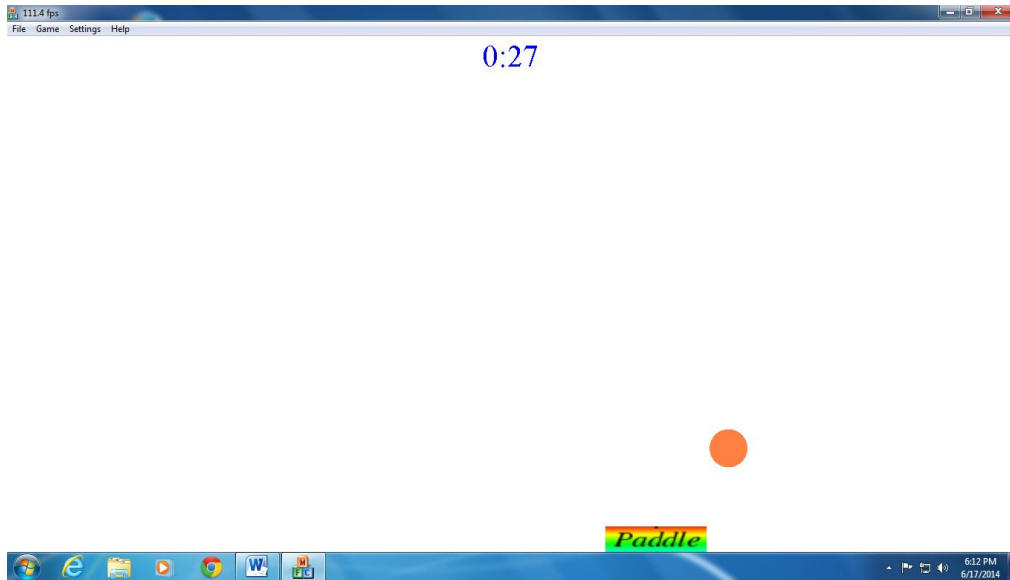 111.4 fps
File Game Settings Help
0:27
Paddle
W
M
F C
6:12 PM
6/17/2014